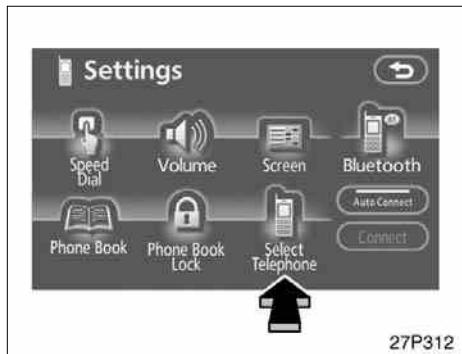 Settings
Speed
Dial
Volume
Screen
Bluetooth
Auto Connect
Phone Book
Phone Book
Lock
Select
Telephone
Connect
27P312